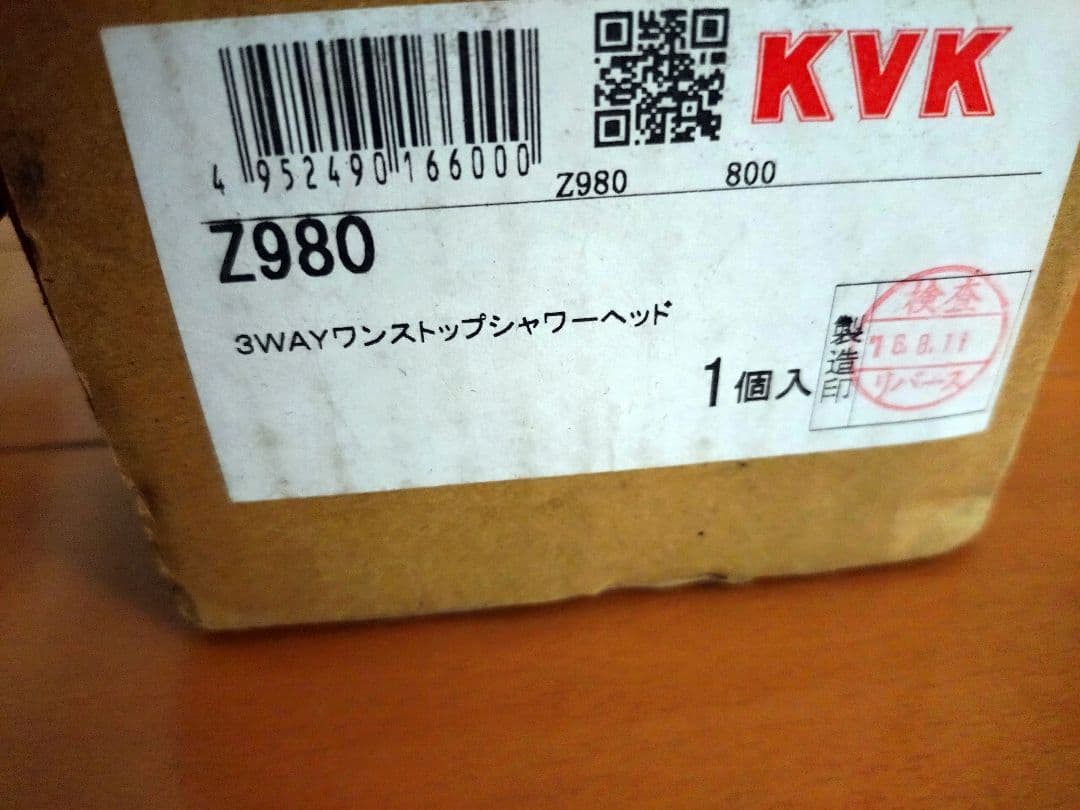 KVK
4 952490 166000
Z980 800
Z980
3WAYワンストップシャワーヘッド
1個入
製造印
検査
16.8.11
リバース